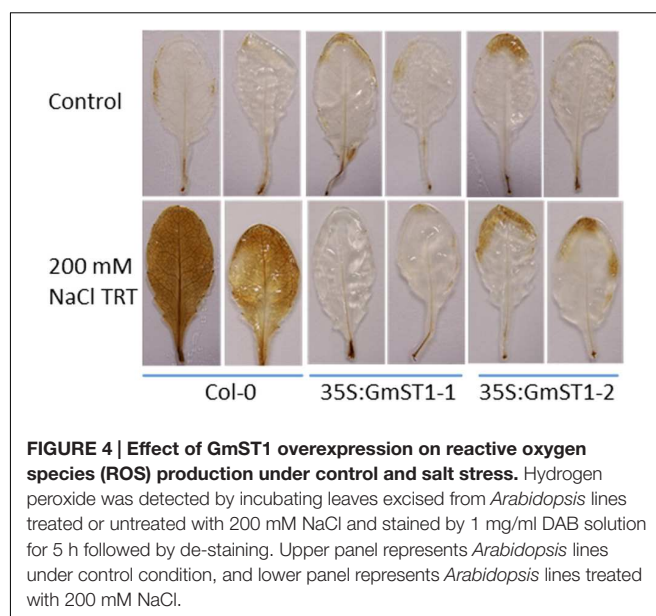 Control
200 mM
NaCl TRT
Col-0 35S:GmST1-1 35S:GmST1-2
FIGURE 4 | Effect of GmST1 overexpression on reactive oxygen
species (ROS) production under control and salt stress. Hydrogen
peroxide was detected by incubating leaves excised from Arabidopsis lines
treated or untreated with 200 mM NaCl and stained by 1 mg/ml DAB solution
for 5 h followed by de-staining. Upper panel represents Arabidopsis lines
under control condition, and lower panel represents Arabidopsis lines treated
with 200 mM NaCl.